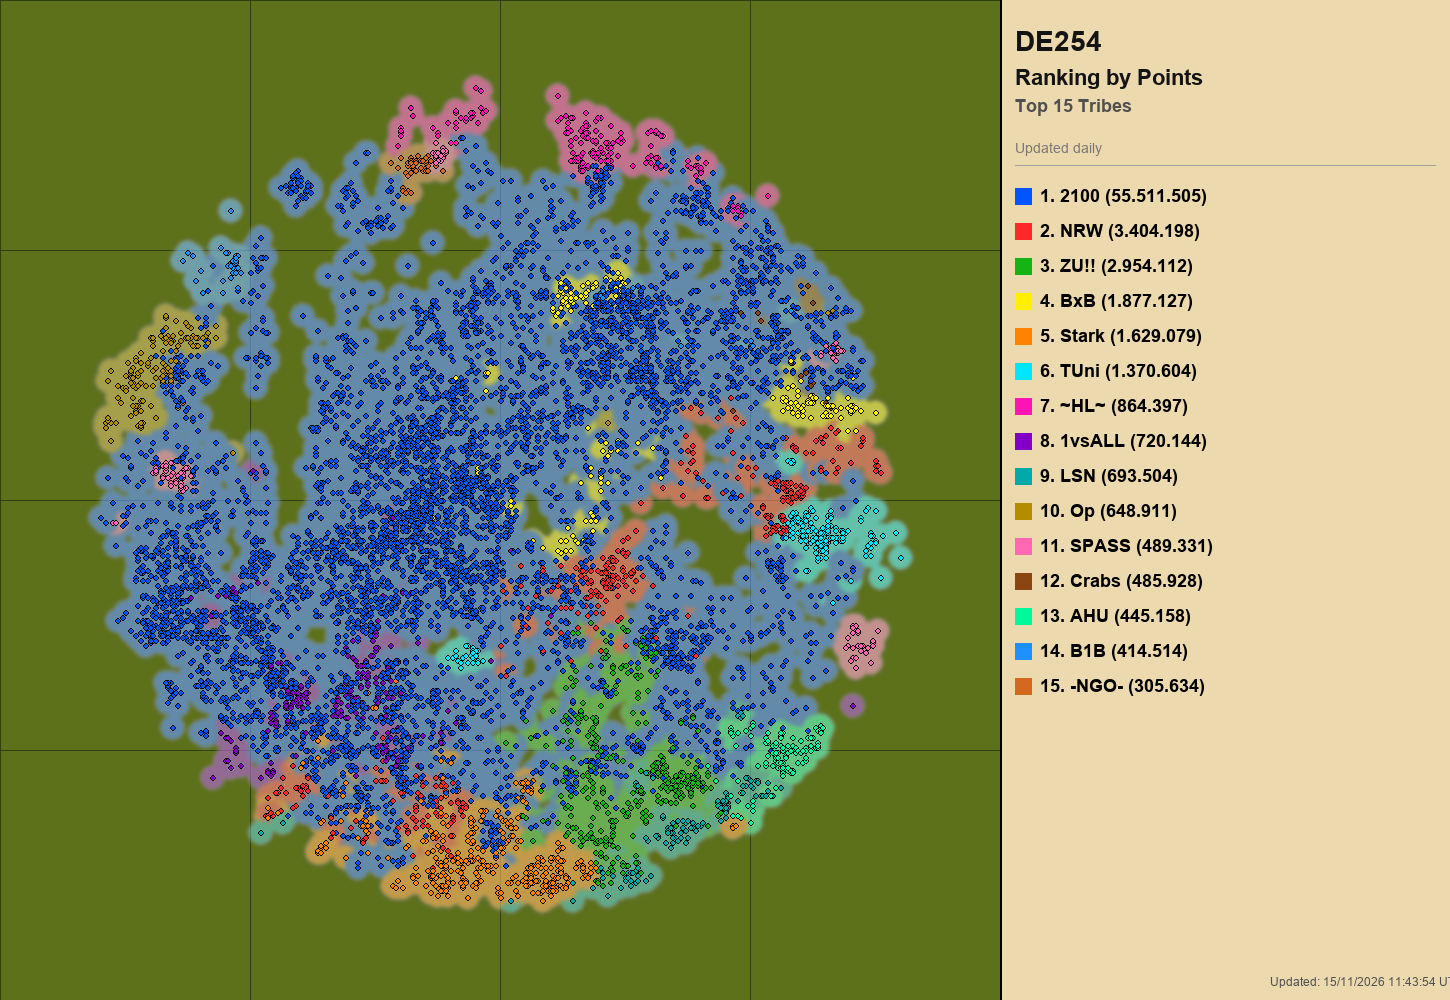 DE254
Ranking by Points
Top 15 Tribes
Updated daily
1. 2100 (55.511.505)
2. NRW (3.404.198)
3. ZU!! (2.954.112)
4. BxB (1.877.127)
5. Stark (1.629.079)
6. TUni (1.370.604)
7. ~HL~ (864.397)
8. 1vsALL (720.144)
9. LSN (693.504)
10. Op (648.911)
11. SPASS (489.331)
12. Crabs (485.928)
13. AHU (445.158)
14. B1B (414.514)
15. -NGO- (305.634)
Updated: 15/11/2026 11:43:54 U